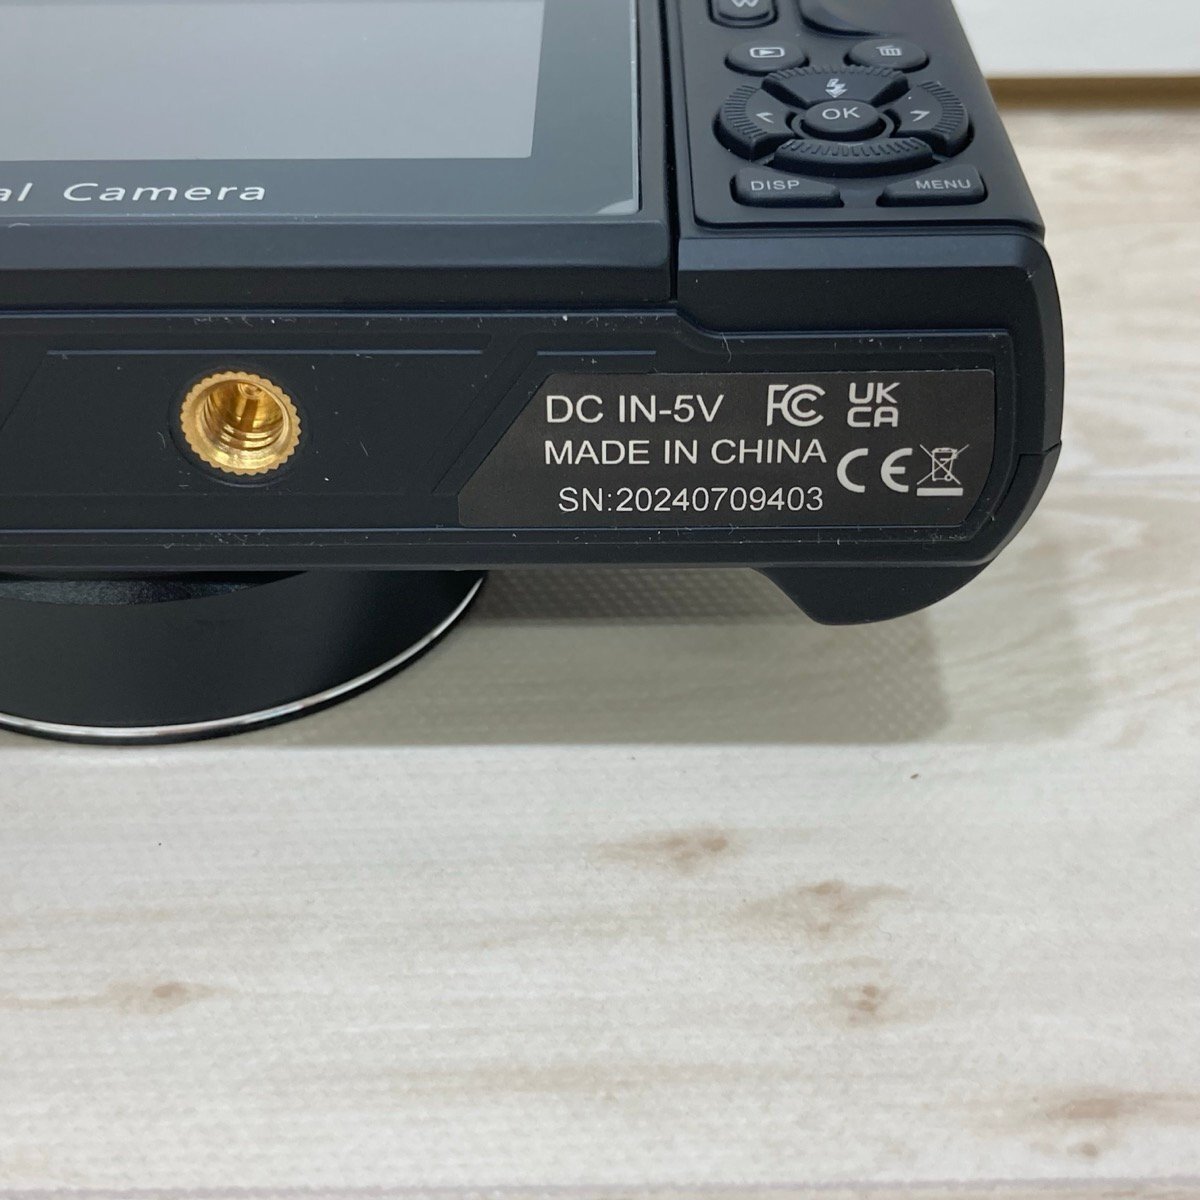 W
OK
DISP MENU
al Camera
DC IN-5V FC UK CA
MADE IN CHINA CE
SN:20240709403